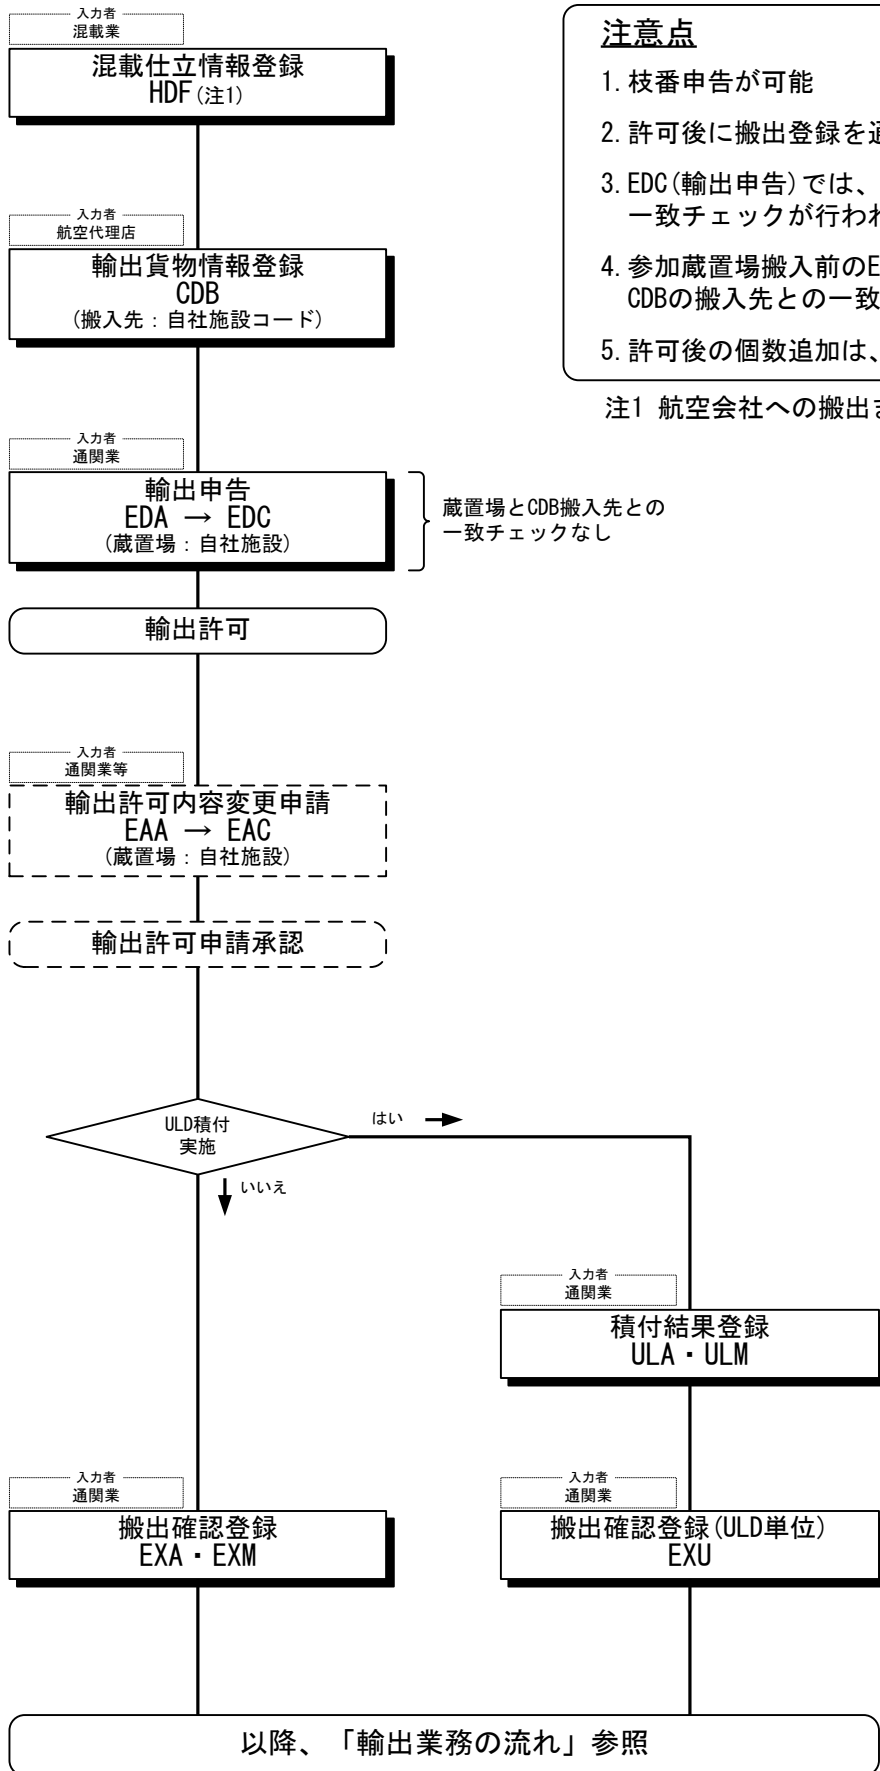 入力者
混載業
混載仕立情報登録
HDF(注1)
入力者
航空代理店
輸出貨物情報登録
CDB
(搬入先：自社施設コード)
入力者
通関業
輸出申告
EDA → EDC
(蔵置場：自社施設)
蔵置場とCDB搬入先との
一致チェックなし
輸出許可
入力者
通関業等
輸出許可内容変更申請
EAA → EAC
(蔵置場：自社施設)
輸出許可申請承認
ULD積付
実施
はい
いいえ
入力者
通関業
積付結果登録
ULA・ULM
入力者
通関業
搬出確認登録
EXA・EXM
入力者
通関業
搬出確認登録(ULD単位)
EXU
以降、「輸出業務の流れ」参照
注意点
1.枝番申告が可能
2.許可後に搬出登録を
3.EDC(輸出申告)では、
一致チェックが行わ
4.参加蔵置場搬入前のE
CDBの搬入先との一致
5.許可後の個数追加は、
注1 航空会社への搬出